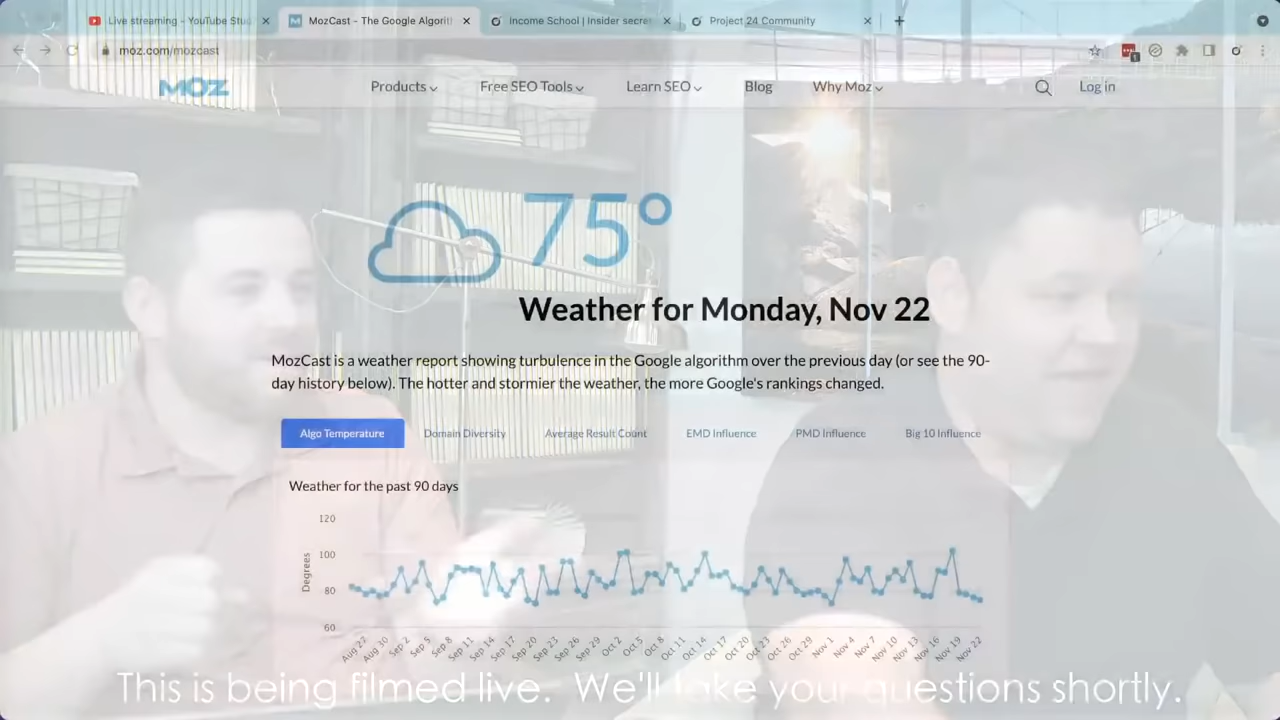 Live streaming - YouTube Stud
MozCast - The Google Algorith
Income School | Insider secret
Project 24 Community
moz.com/mozcast
MOZ
Products
Free SEO Tools
Learn SEO
Blog
Why Moz
Log in
75°
Weather for Monday, Nov 22
MozCast is a weather report showing turbulence in the Google algorithm over the previous day (or see the 90-
day history below). The hotter and stormier the weather, the more Google's rankings changed.
Algo Temperature
Domain Diversity
Average Result Count
EMD Influence
PMD Influence
Big 10 Influence
Weather for the past 90 days
120
100
80
60
Degrees
Aug 27
Aug 30
Sep 2
Sep 5
Sep 8
Sep 11
Sep 14
Sep 17
Sep 20
Sep 23
Sep 26
Sep 29
Oct 2
Oct 5
Oct 8
Oct 11
Oct 14
Oct 17
Oct 20
Oct 23
Oct 26
Oct 29
Nov 1
Nov 4
Nov 7
Nov 10
Nov 13
Nov 16
Nov 19
Nov 22
This is being filmed live. We'll take your questions shortly.